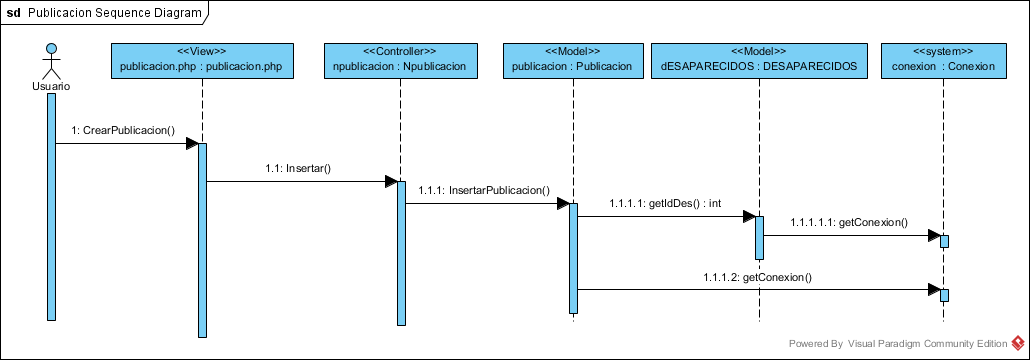 sd Publicacion Sequence Diagram
<<View>>
publicacion.php : publicacion.php
<<Controller>>
npublicacion : Npublicacion
<<Model>>
publicacion : Publicacion
<<Model>>
dESAPARECIDOS : DESAPARECIDOS
<<system>>
conexion : Conexion
Usuario
1: CrearPublicacion()
1.1: Insertar()
1.1.1: InsertarPublicacion()
1.1.1.1: getIdDes() : int
1.1.1.1.1: getConexion()
1.1.1.2: getConexion()
Powered By Visual Paradigm Community Edition